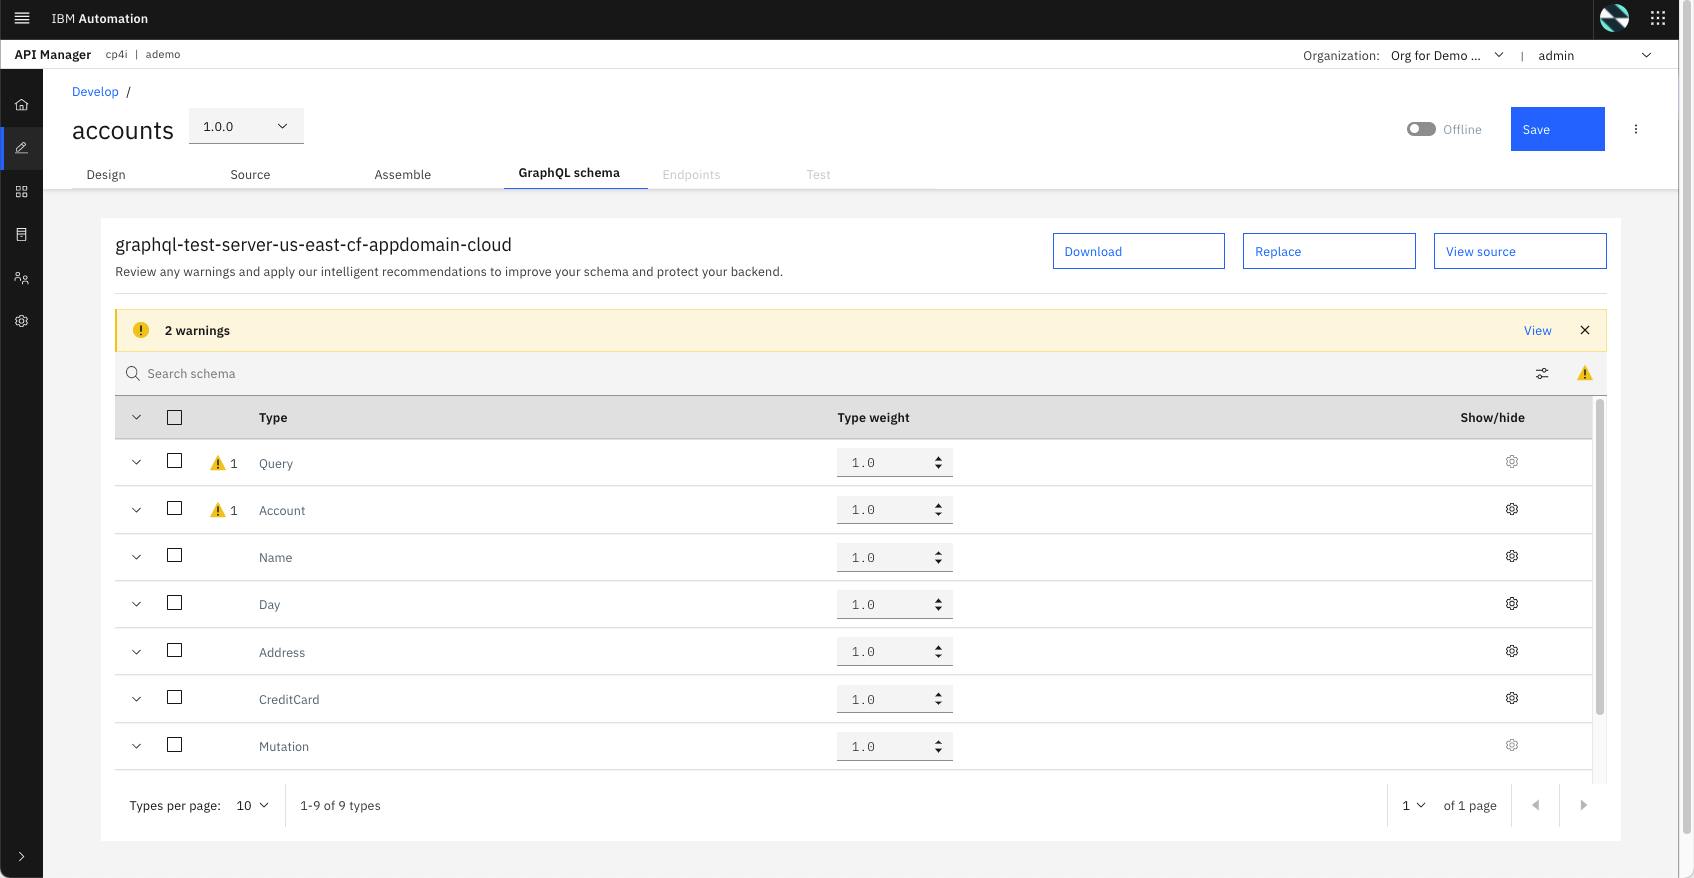 IBM Automation
API Manager cp4i | ademo Organization: Org for Demo ... | admin
Develop /
accounts 1.0.0 Offline Save
Design Source Assemble GraphQL schema Endpoints Test
graphql-test-server-us-east-cf-appdomain-cloud Download Replace View source
Review any warnings and apply our intelligent recommendations to improve your schema and protect your backend.
2 warnings View
Search schema
Type Type weight Show/hide
1 Query 1.0
1 Account 1.0
Name 1.0
Day 1.0
Address 1.0
CreditCard 1.0
Mutation 1.0
Types per page: 10 1-9 of 9 types 1 of 1 page